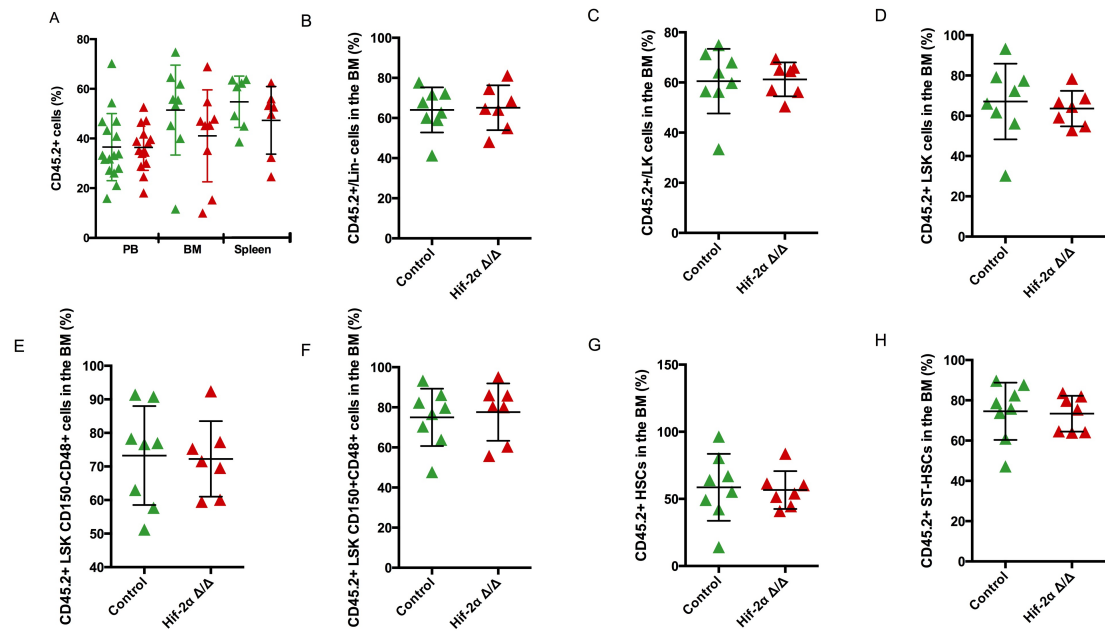 A
CD45.2+ cells (%)
80
60
40
20
0
PB
BM
Spleen
B
CD45.2+/Lin- cells in the BM (%)
100
80
60
40
20
0
Control
Hif-2α Δ/Δ
C
CD45.2+/LK cells in the BM (%)
80
60
40
20
0
Control
Hif-2α Δ/Δ
D
CD45.2+ LSK cells in the BM (%)
100
80
60
40
20
0
Control
Hif-2α Δ/Δ
E
CD45.2+ LSK CD150-CD48+ cells in the BM (%)
100
90
80
70
60
50
40
Control
Hif-2α Δ/Δ
F
CD45.2+ LSK CD150+CD48+ cells in the BM (%)
100
80
60
40
20
0
Control
Hif-2α Δ/Δ
G
CD45.2+ HSCs in the BM (%)
150
100
50
0
Control
Hif-2α Δ/Δ
H
CD45.2+ ST-HSCs in the BM (%)
100
80
60
40
20
0
Control
Hif-2α Δ/Δ